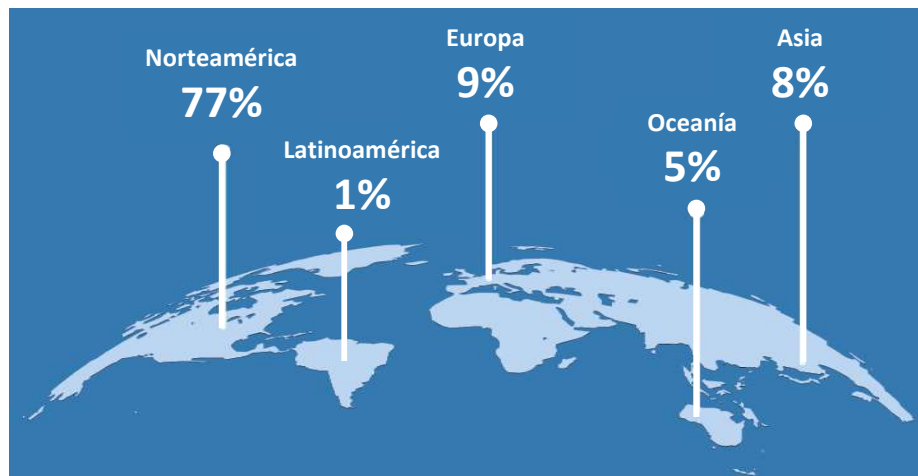 Norteamérica
77%
Latinoamérica
1%
Europa
9%
Oceanía
5%
Asia
8%